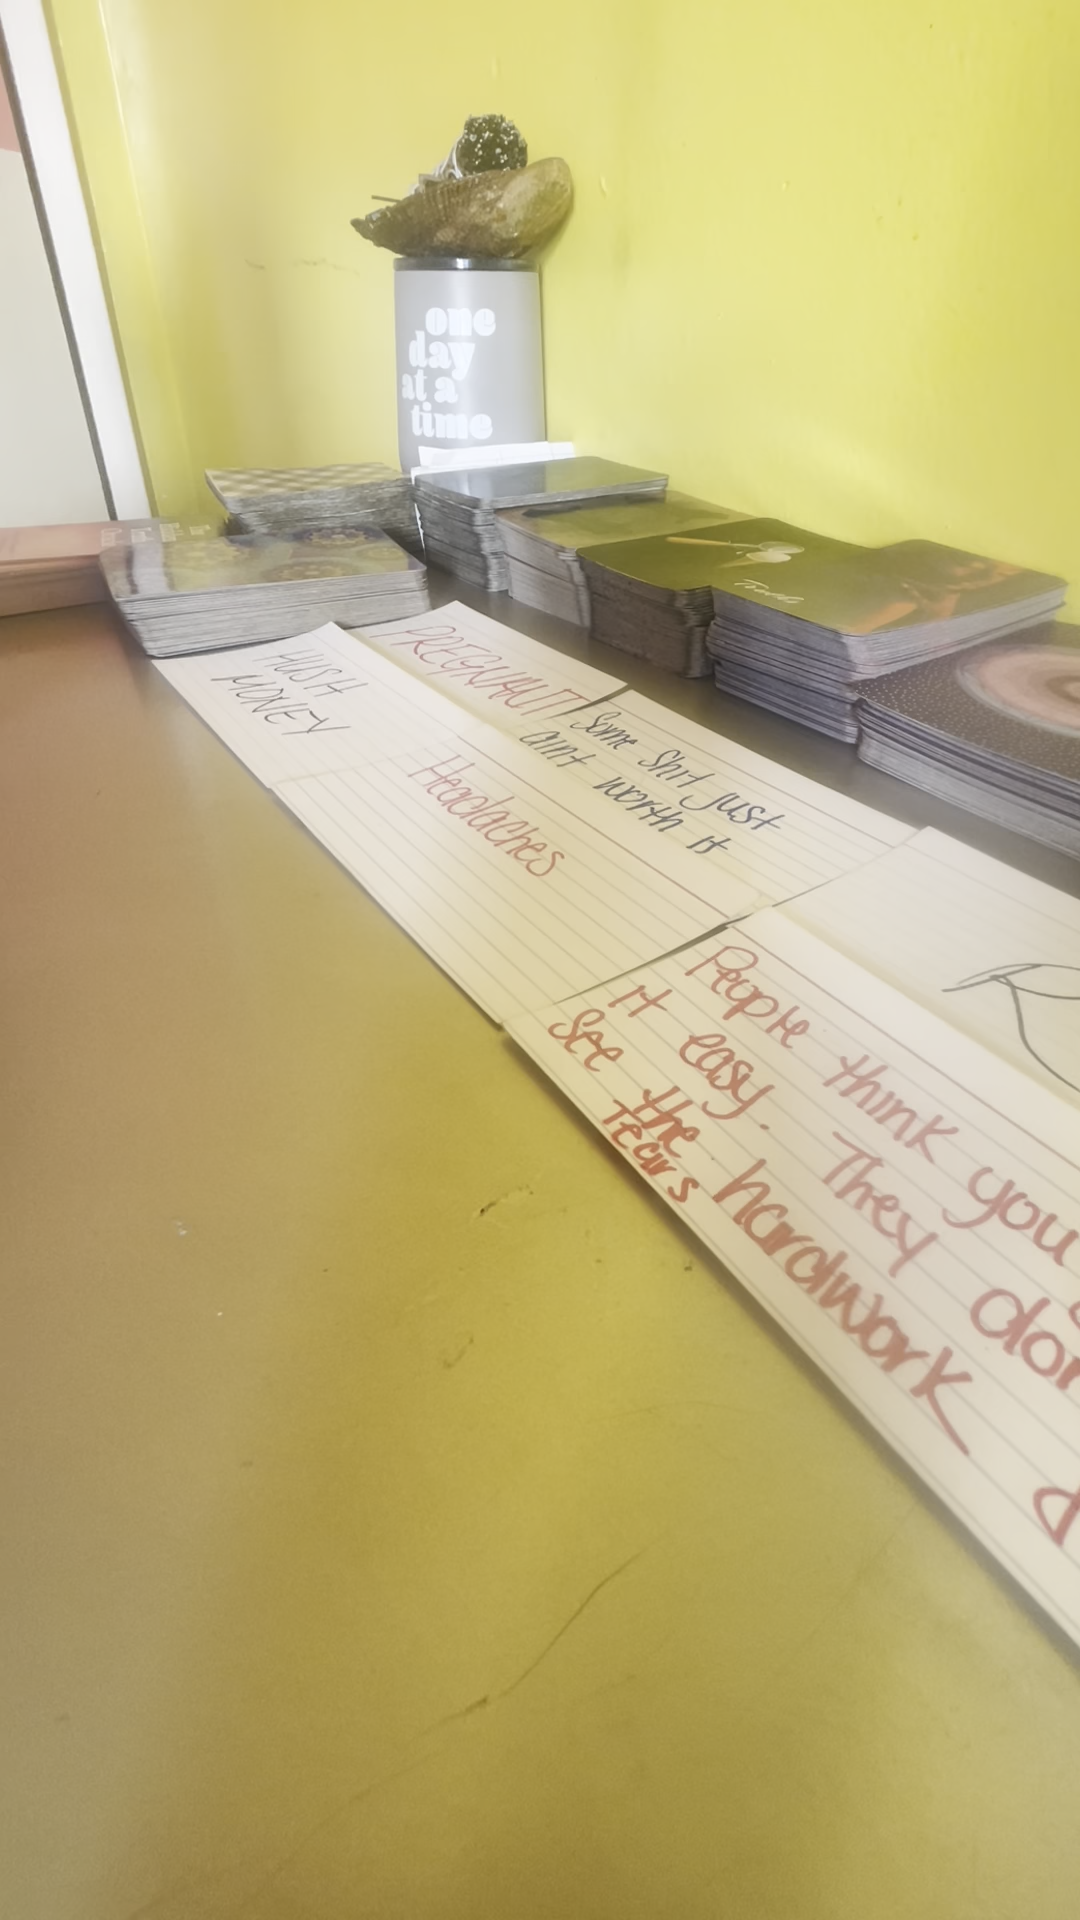 one
day
at a
time
Tools
HUSH
MONEY
PREGNANT
Some Shit just
aint worth it
Headaches
R
People think you
it easy. They don
See the hardwork
Tears